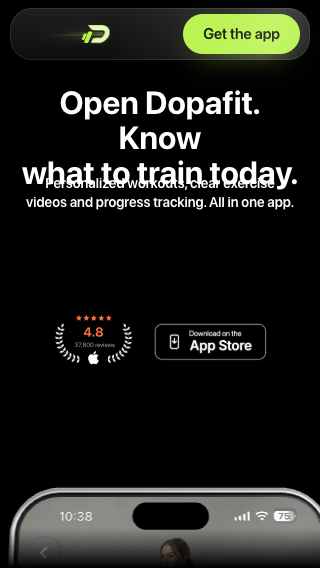 Get the app
Open Dopafit.
Know
what to train today.
Personalized workouts, clear exercise
videos and progress tracking. All in one app.
4.8
37,800 reviews
Download on the
App Store
10:38
75